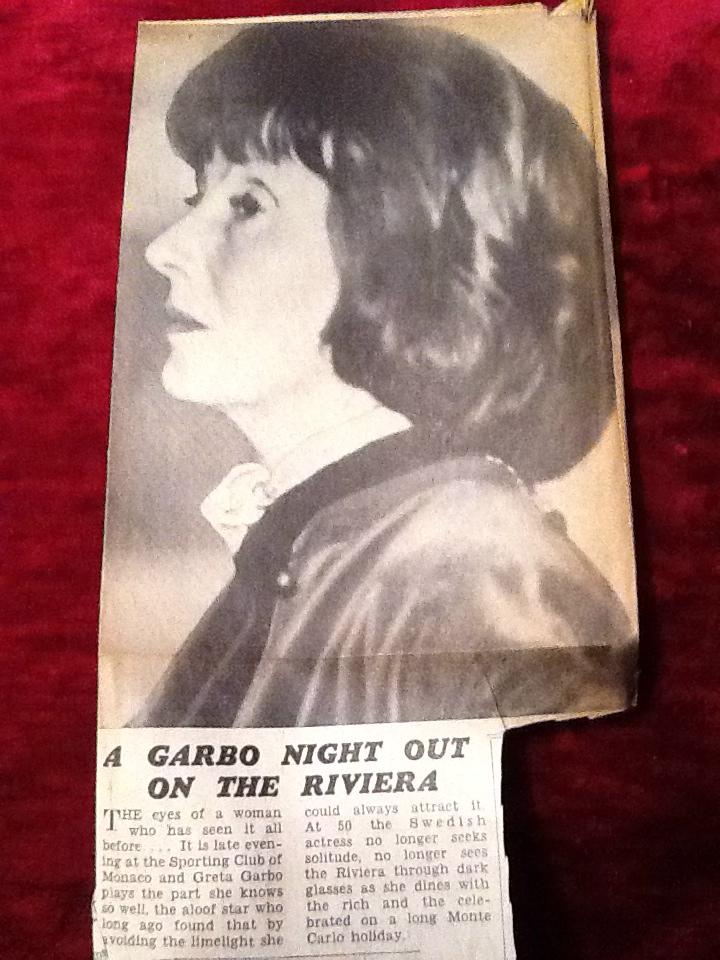 A GARBO NIGHT OUT
ON THE RIVIERA
THE eyes of a woman
who has seen it all
before.... It is late even-
ing at the Sporting Club of
Monaco and Greta Garbo
plays the part she knows
so well, the aloof star who
long ago found that by
avoiding the limelight she
could always attract it.
At 50 the Swedish
actress no longer seeks
solitude, no longer sees
the Riviera through dark
glasses as she dines with
the rich and the cele-
brated on a long Monte
Carlo holiday.